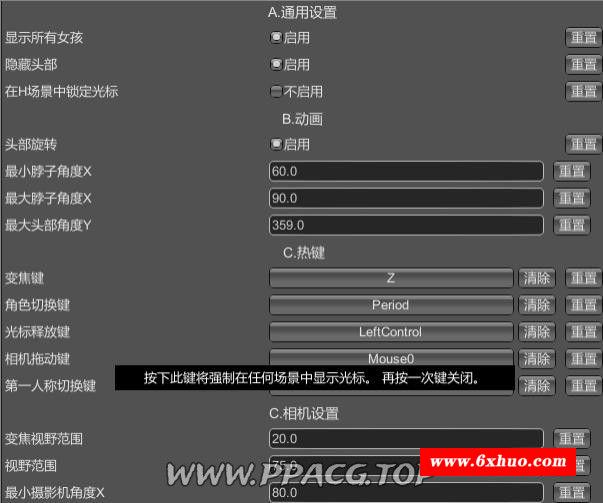 A.通用设置
显示所有女孩 启用 重置
隐藏头部 启用 重置
在H场景中锁定光标 不启用 重置
B.动画
头部旋转 启用 重置
最小脖子角度X 60.0 重置
最大脖子角度X 90.0 重置
最大头部角度Y 359.0 重置
C.热键
变焦键 Z 清除 重置
角色切换键 Period 清除 重置
光标释放键 LeftControl 清除 重置
相机拖动键 Mouse0 清除 重置
按下此键将强制在任何场景中显示光标。 再按一次键关闭。
第一人称切换键 清除 重置
C.相机设置
变焦视野范围 20.0 重置
视野范围 75.0
www.6xhuo.com
WWW.PPACG.TOP
最小摄影机角度X 80.0 重置